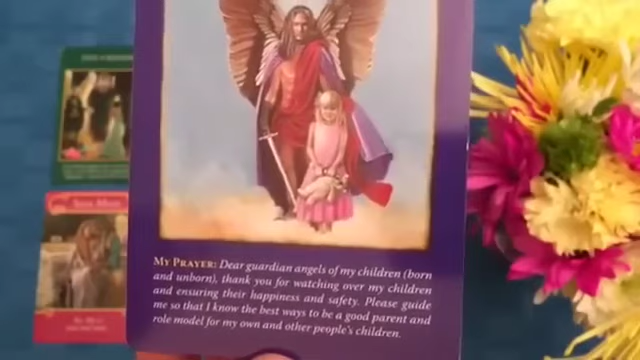 MY PRAYER: Dear guardian angels of my children (born
and unborn), thank you for watching over my children
and ensuring their happiness and safety. Please guide
me so that I know the best ways to be a good parent and
role model for my own and other people's children.